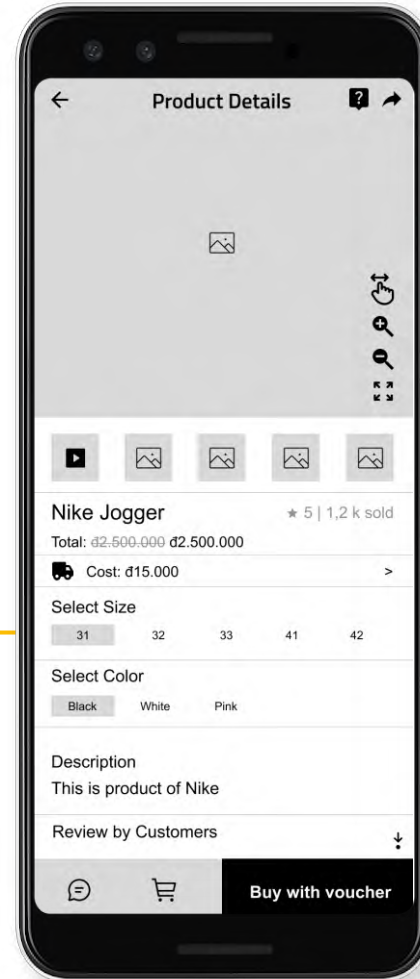 Product Details
Nike Jogger ★ 5 | 1,2 k sold
Total: đ2.500.000 đ2.500.000
Cost: đ15.000 >
Select Size
31 32 33 41 42
Select Color
Black White Pink
Description
This is product of Nike
Review by Customers
Buy with voucher